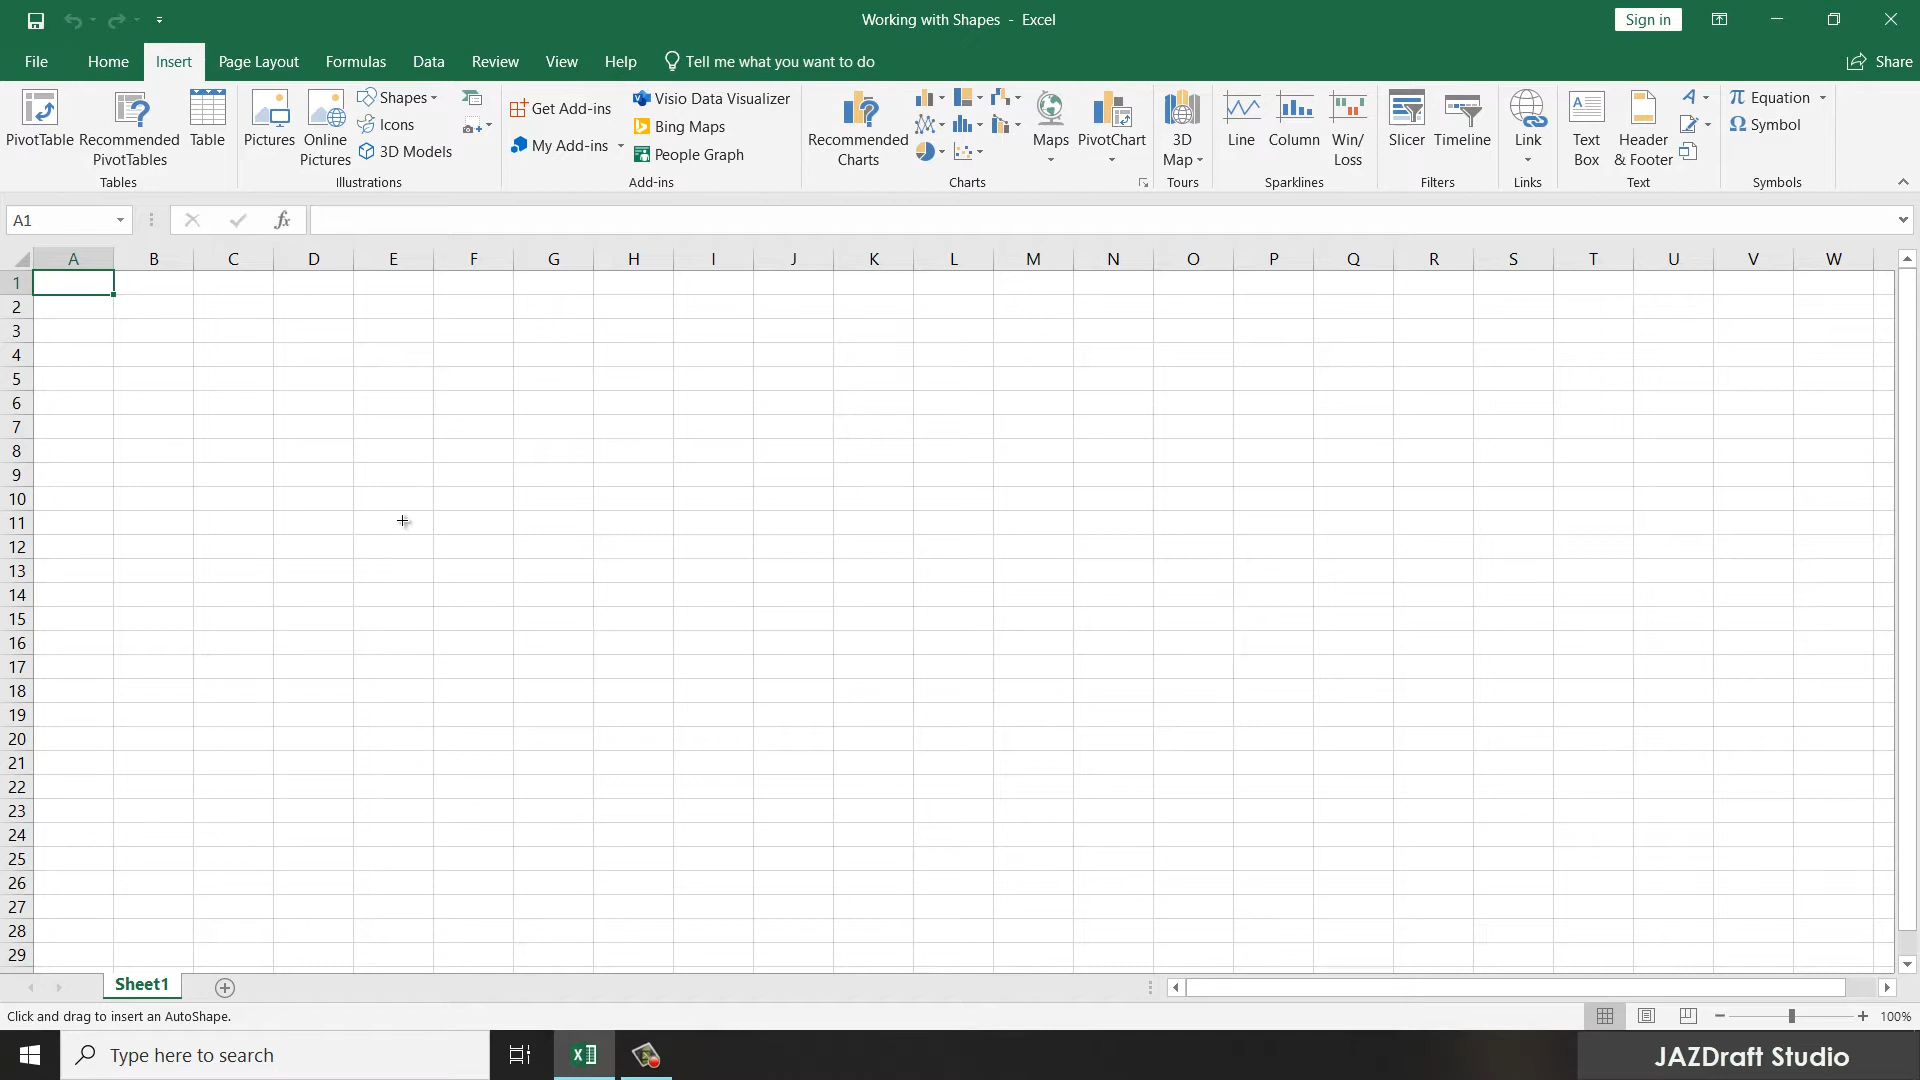 Working with Shapes - Excel
Sign in
File Home Insert Page Layout Formulas Data Review View Help Tell me what you want to do
Share
PivotTable
Recommended
PivotTables
Table
Tables
Pictures
Online
Pictures
Shapes
Icons
3D Models
Illustrations
Get Add-ins
My Add-ins
Visio Data Visualizer
Bing Maps
People Graph
Add-ins
Recommended
Charts
Maps
PivotChart
Charts
3D
Map
Tours
Line
Column
Win/
Loss
Sparklines
Slicer
Timeline
Filters
Link
Links
Text
Box
Header
& Footer
Text
π Equation
Ω Symbol
Symbols
A1
fx
A B C D E F G H I J K L M N O P Q R S T U V W
1
2
3
4
5
6
7
8
9
10
11
12
13
14
15
16
17
18
19
20
21
22
23
24
25
26
27
28
29
Sheet1
Click and drag to insert an AutoShape.
100%
Type here to search
JAZDraft Studio